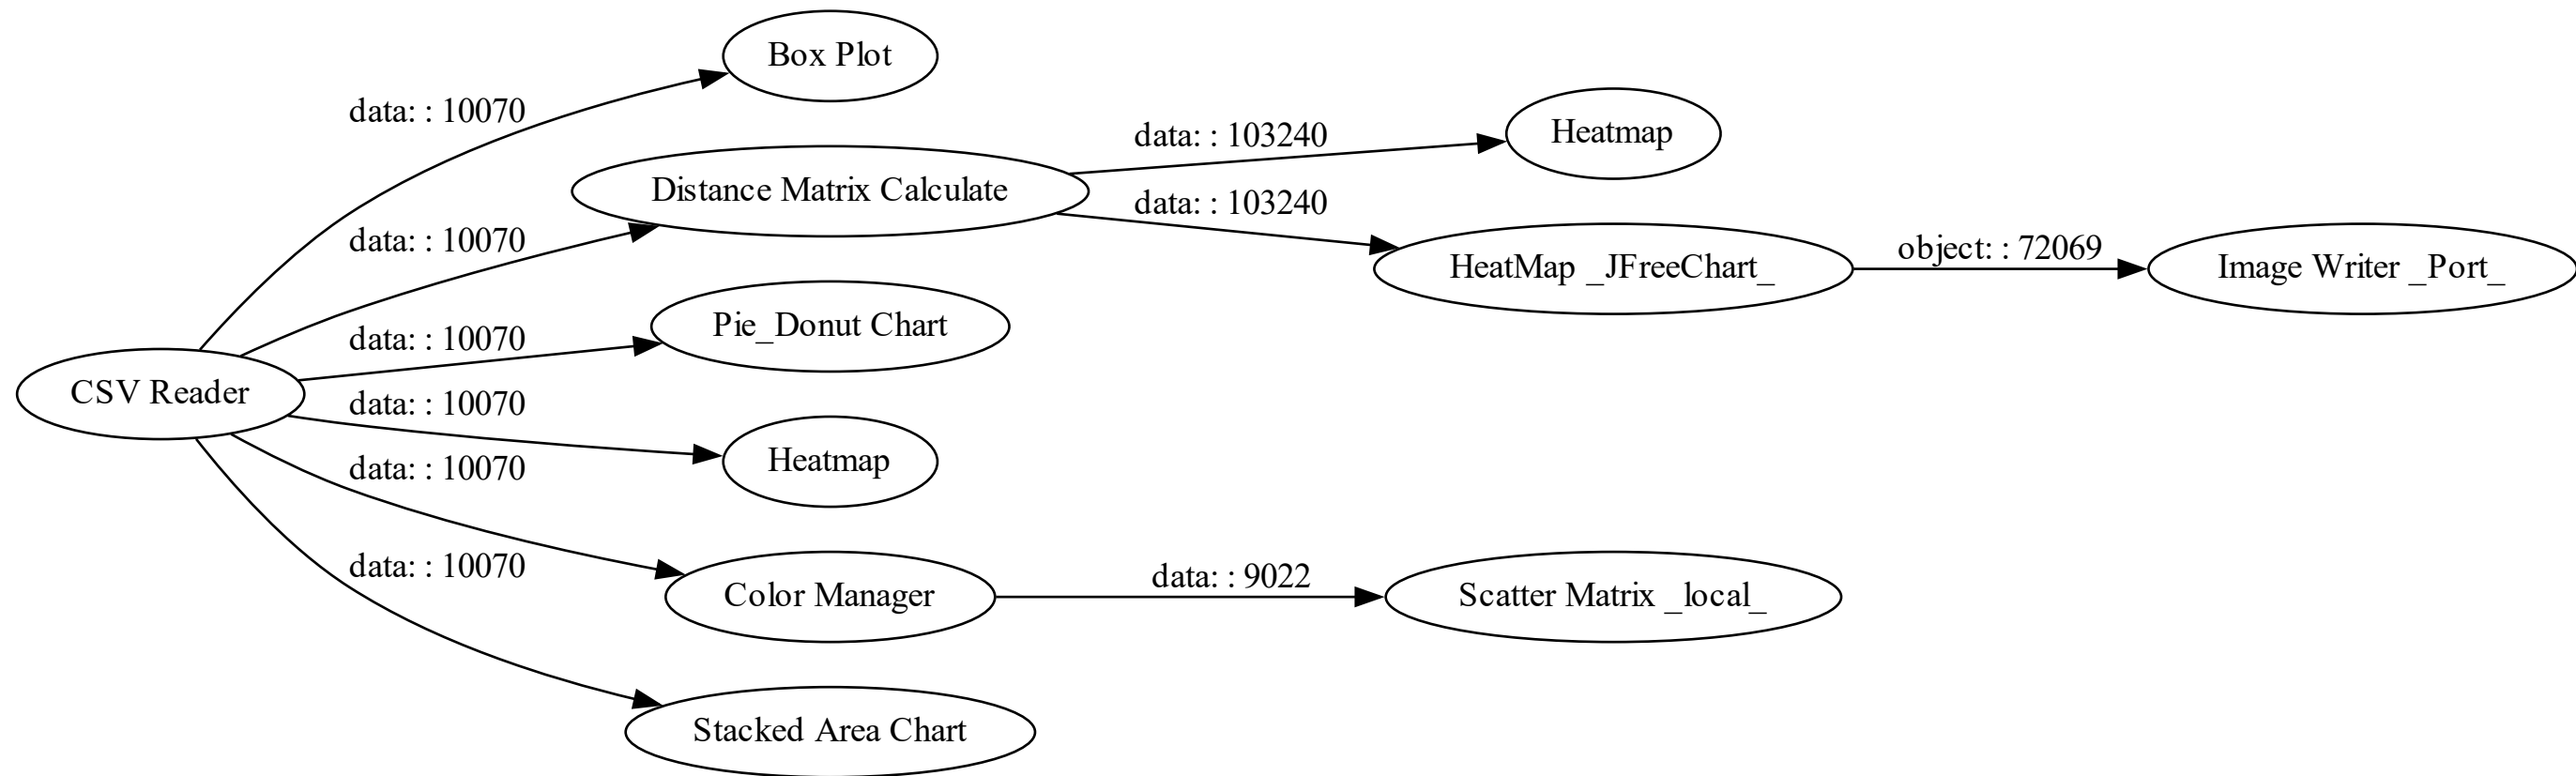 Box Plot
data: : 10070
data: : 103240
Heatmap
Distance Matrix Calculate
data: : 103240
data: : 10070
HeatMap _JFreeChart_
object: : 72069
Image Writer _Port_
Pie_Donut Chart
data: : 10070
CSV Reader
data: : 10070
Heatmap
data: : 10070
data: : 10070
Color Manager
data: : 9022
Scatter Matrix _local_
Stacked Area Chart